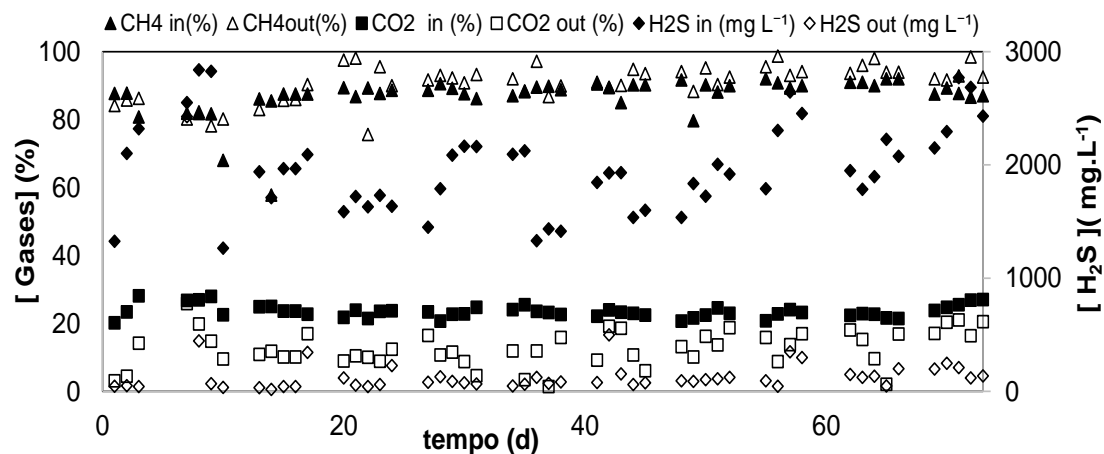 ▲ CH4 in(%) △ CH4out(%) ■ CO2 in (%) □ CO2 out (%) ◆ H2S in (mg L⁻¹) ◇ H2S out (mg L⁻¹)
100 3000
80
2000
60
40
1000
20
0 0
0 20 40 60
tempo (d)
[ Gases] (%)
[ H₂S ]( mg.L⁻¹)